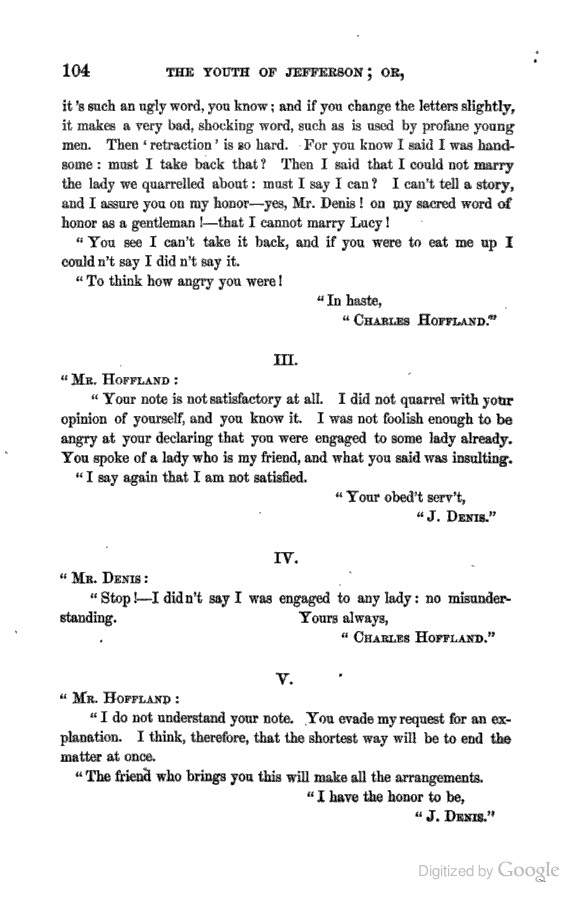 104 THE YOUTH OF JEFFERSON; OR,
it 's such an ugly word, you know; and if you change the letters slightly,
it makes a very bad, shocking word, such as is used by profane young
men. Then 'retraction' is so hard. For you know I said I was hand-
some: must I take back that? Then I said that I could not marry
the lady we quarrelled about: must I say I can? I can't tell a story,
and I assure you on my honor—yes, Mr. Denis! on my sacred word of
honor as a gentleman!—that I cannot marry Lucy!
"You see I can't take it back, and if you were to eat me up I
could n't say I did n't say it.
"To think how angry you were!
"In haste,
"CHARLES HOFFLAND."
III.
"MR. HOFFLAND:
"Your note is not satisfactory at all. I did not quarrel with your
opinion of yourself, and you know it. I was not foolish enough to be
angry at your declaring that you were engaged to some lady already.
You spoke of a lady who is my friend, and what you said was insulting.
"I say again that I am not satisfied.
"Your obed't serv't,
"J. DENIS."
IV.
"MR. DENIS:
"Stop!—I did n't say I was engaged to any lady: no misunder-
standing. Yours always,
"CHARLES HOFFLAND."
V.
"MR. HOFFLAND:
"I do not understand your note. You evade my request for an ex-
planation. I think, therefore, that the shortest way will be to end the
matter at once.
"The friend who brings you this will make all the arrangements.
"I have the honor to be,
"J. DENIS."
Digitized by Google